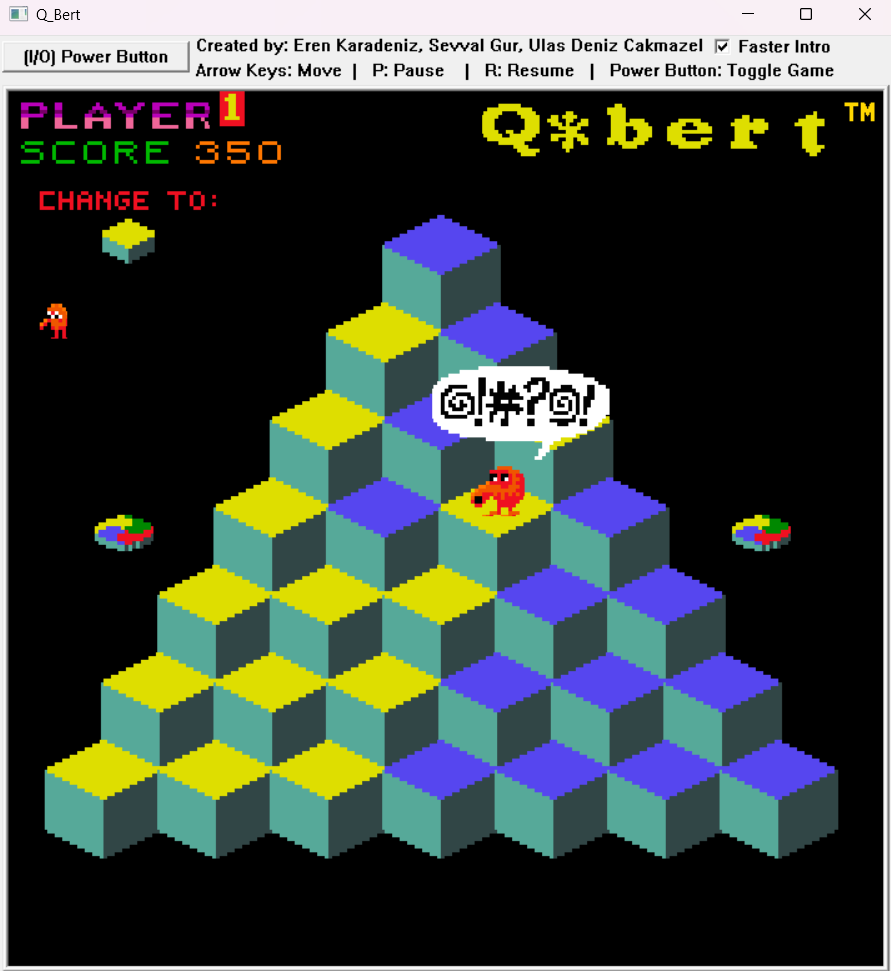 Q_Bert
(I/O) Power Button
Created by: Eren Karadeniz, Sevval Gur, Ulas Deniz Cakmazel Faster Intro
Arrow Keys: Move | P: Pause | R: Resume | Power Button: Toggle Game
PLAYER 1
Q*bert TM
SCORE 350
CHANGE TO:
@!#?@!